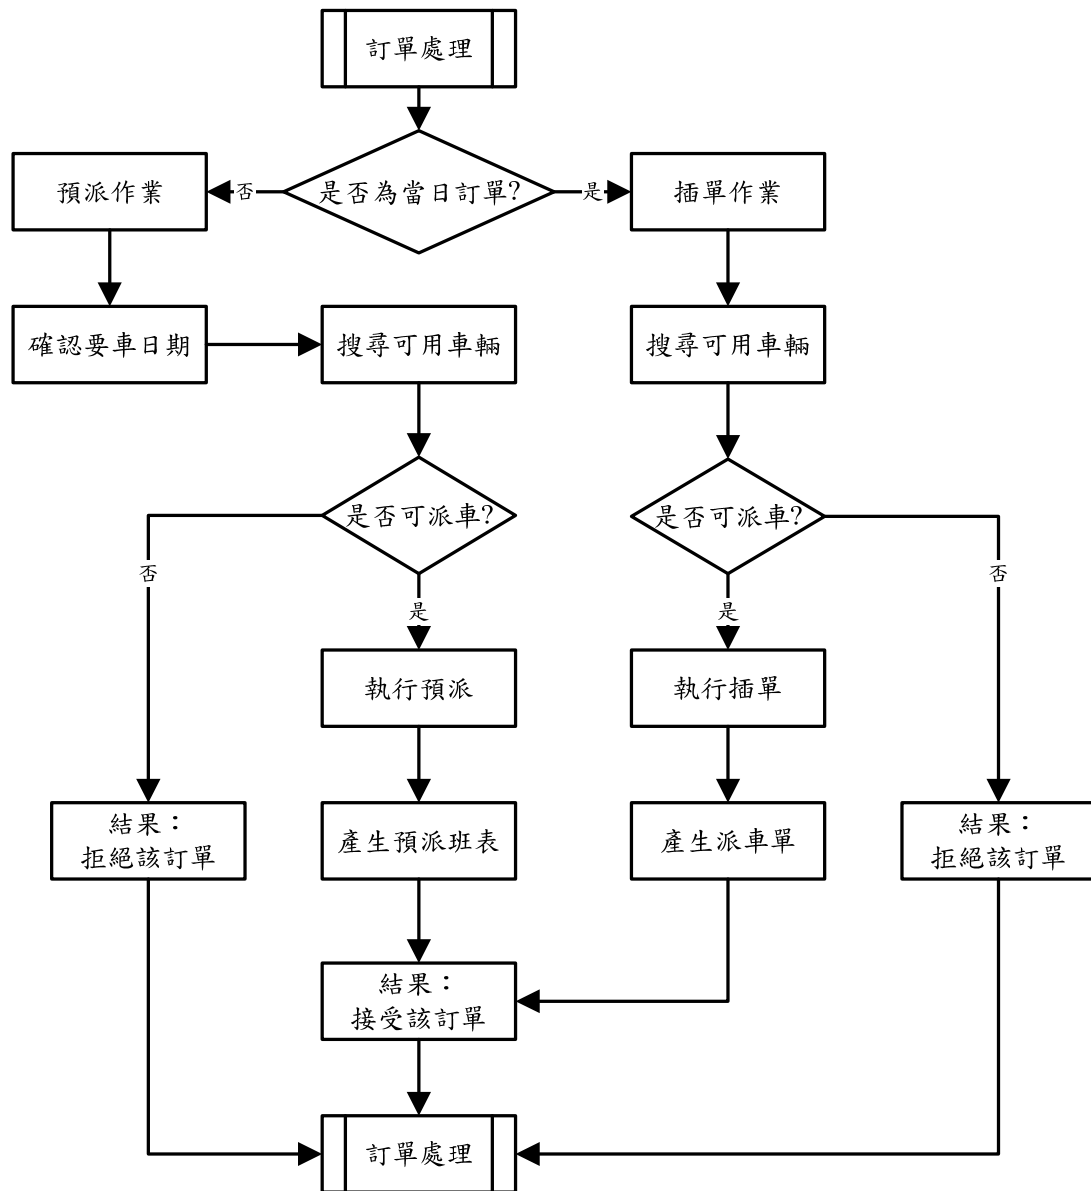 訂單處理
預派作業
否
是否為當日訂單?
是
插單作業
確認要車日期
搜尋可用車輛
搜尋可用車輛
是否可派車?
是否可派車?
否
是
是
否
執行預派
執行插單
結果：
拒絕該訂單
產生預派班表
產生派車單
結果：
拒絕該訂單
結果：
接受該訂單
訂單處理